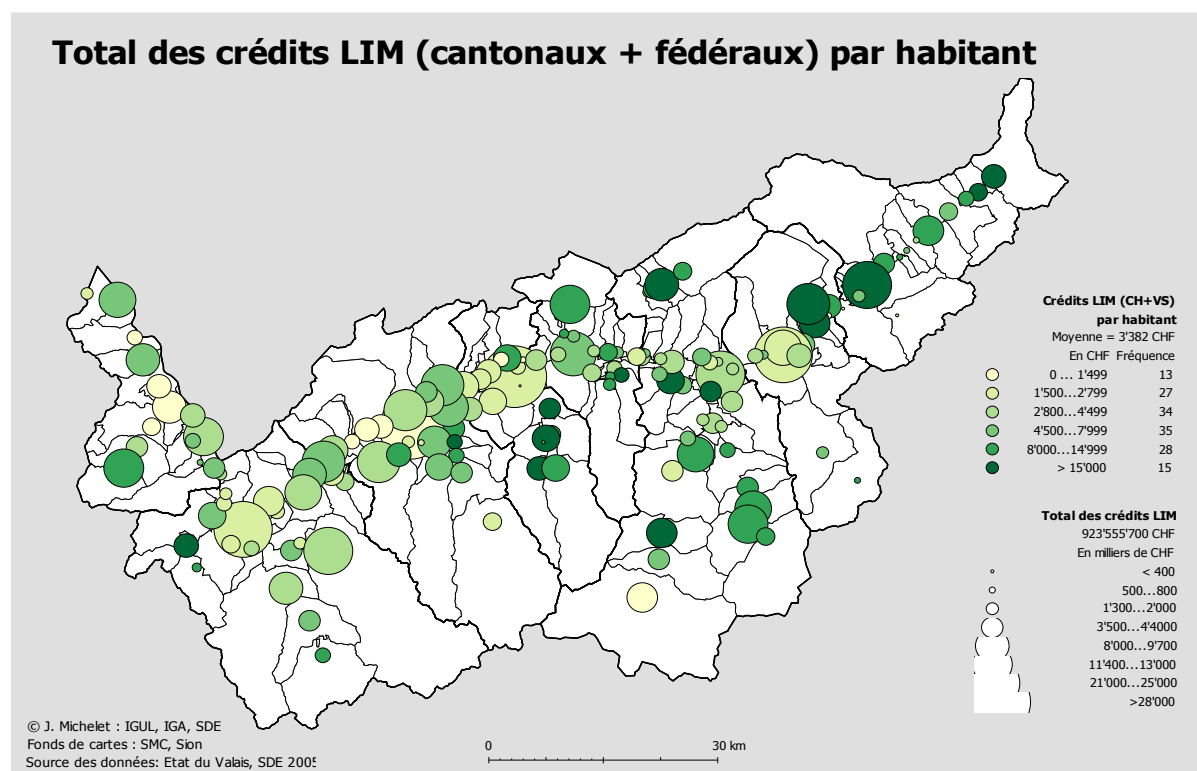 Total des crédits LIM (cantonaux + fédéraux) par habitant
Crédits LIM (CH+VS)
par habitant
Moyenne = 3'382 CHF
En CHF Fréquence
0 ... 1'499 13
1'500...2'799 27
2'800...4'499 34
4'500...7'999 35
8'000...14'999 28
> 15'000 15
Total des crédits LIM
923'555'700 CHF
En milliers de CHF
< 400
500...800
1'300...2'000
3'500...4'4000
8'000...9'700
11'400...13'000
21'000...25'000
>28'000
© J. Michelet : IGUL, IGA, SDE
Fonds de cartes : SMC, Sion
Source des données: Etat du Valais, SDE 2005
0 30 km